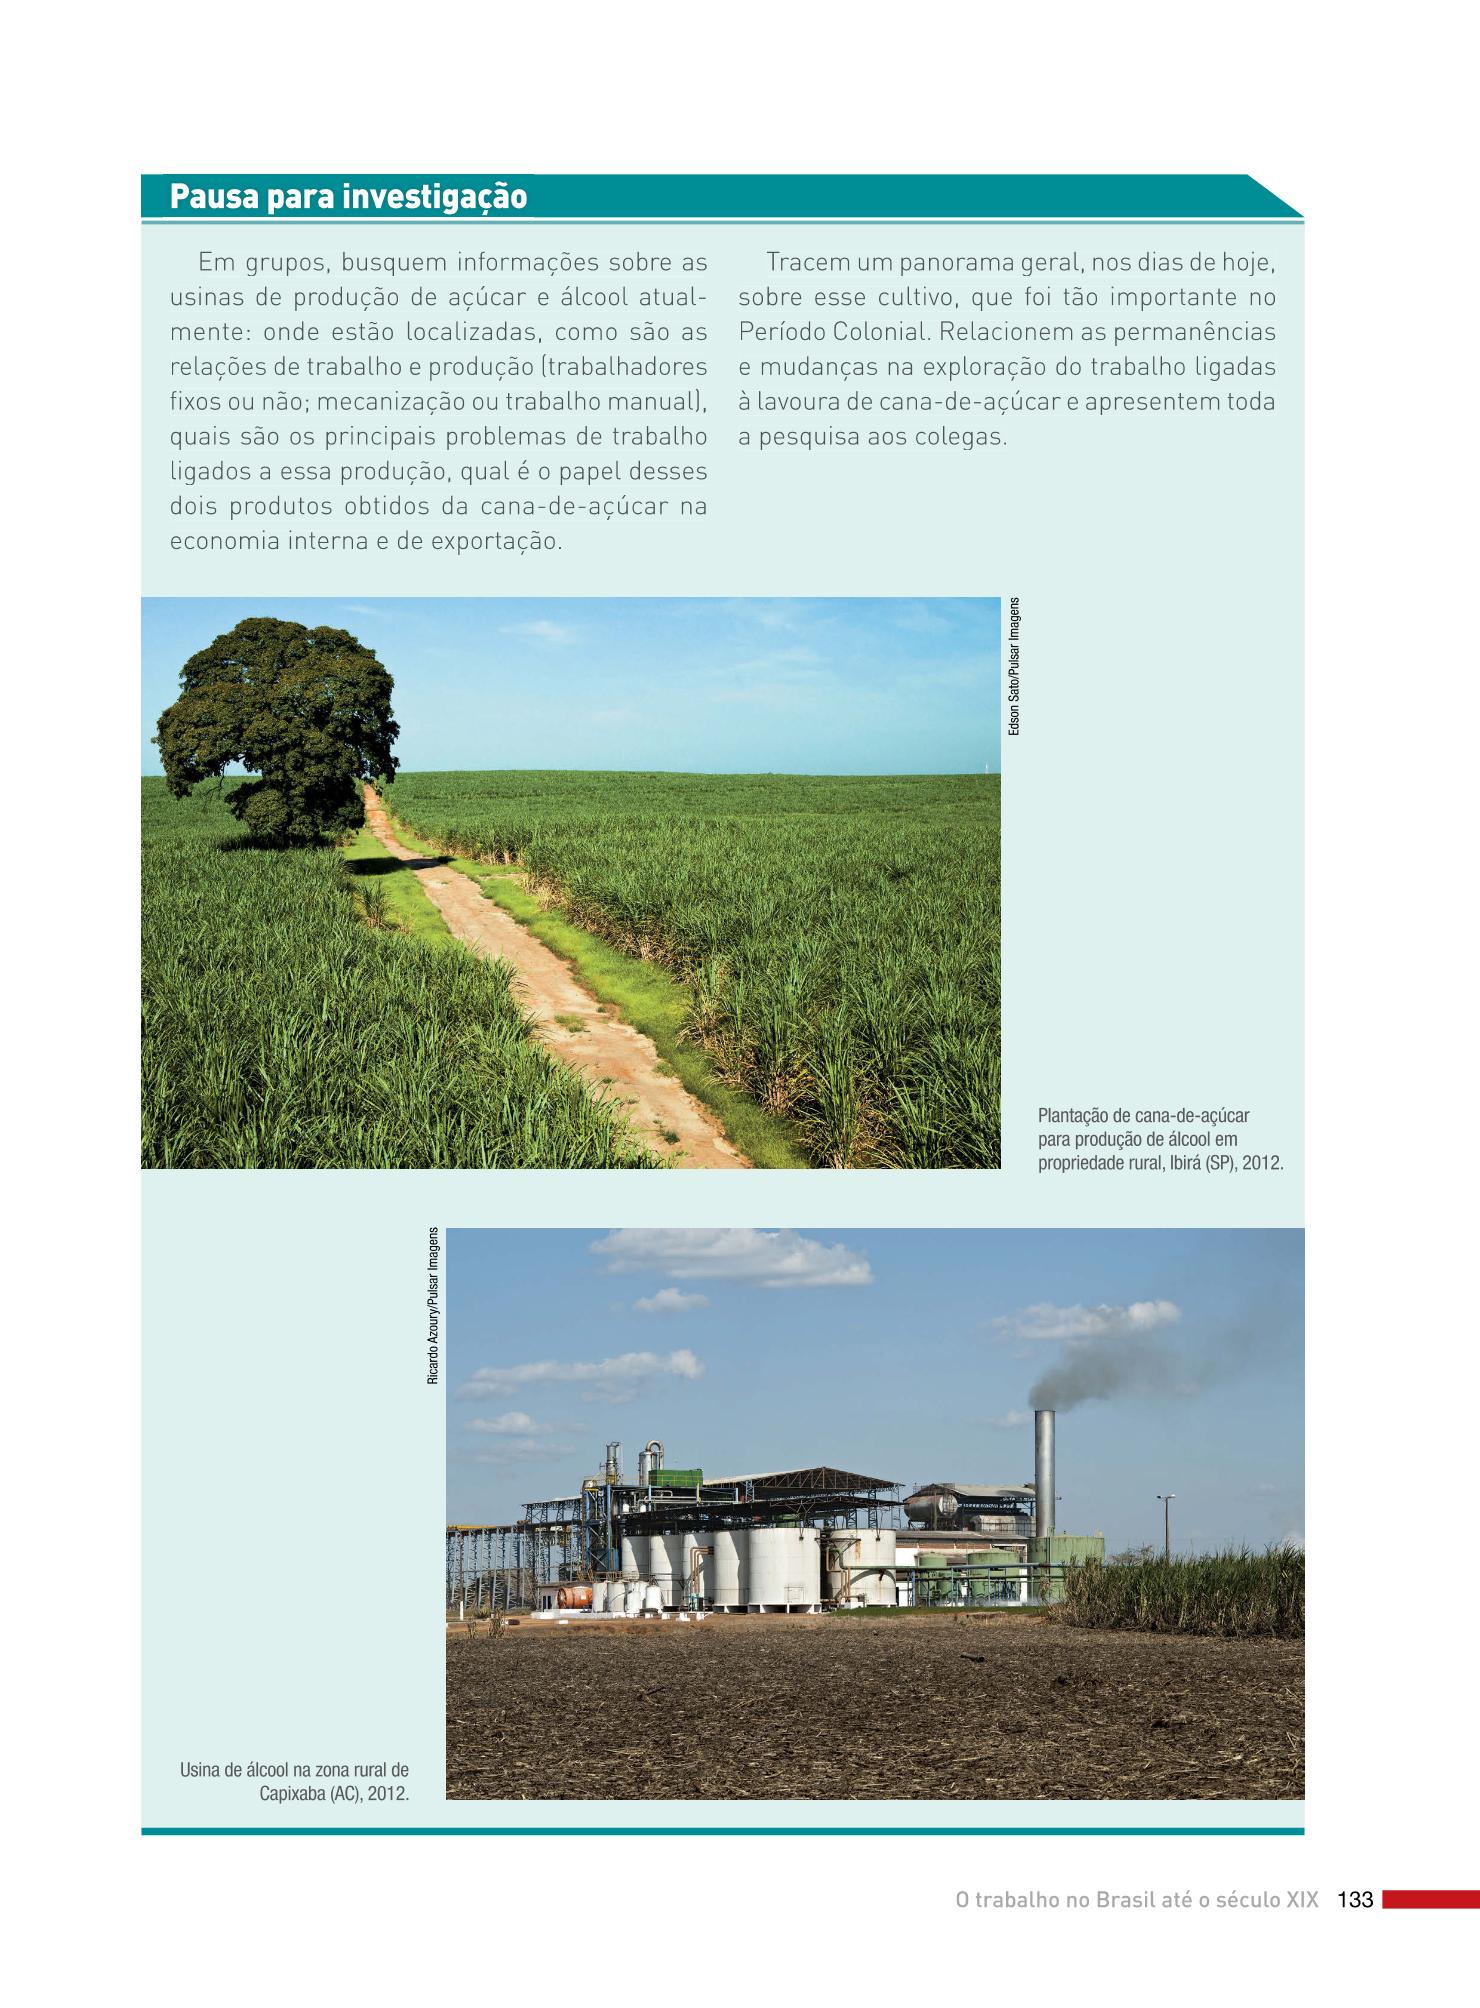 Pausa para investigação
Em grupos, busquem informações sobre as
usinas de produção de açúcar e álcool atual-
mente: onde estão localizadas, como são as
relações de trabalho e produção (trabalhadores
fixos ou não; mecanização ou trabalho manual),
quais são os principais problemas de trabalho
ligados a essa produção, qual é o papel desses
dois produtos obtidos da cana-de-açúcar na
economia interna e de exportação.
Tracem um panorama geral, nos dias de hoje,
sobre esse cultivo, que foi tão importante no
Período Colonial. Relacionem as permanências
e mudanças na exploração do trabalho ligadas
à lavoura de cana-de-açúcar e apresentem toda
a pesquisa aos colegas.
Edson Sato/Pulsar Imagens
Plantação de cana-de-açúcar
para produção de álcool em
propriedade rural, Ibirá (SP), 2012.
Ricardo Azoury/Pulsar Imagens
Usina de álcool na zona rural de
Capixaba (AC), 2012.
O trabalho no Brasil até o século XIX 133